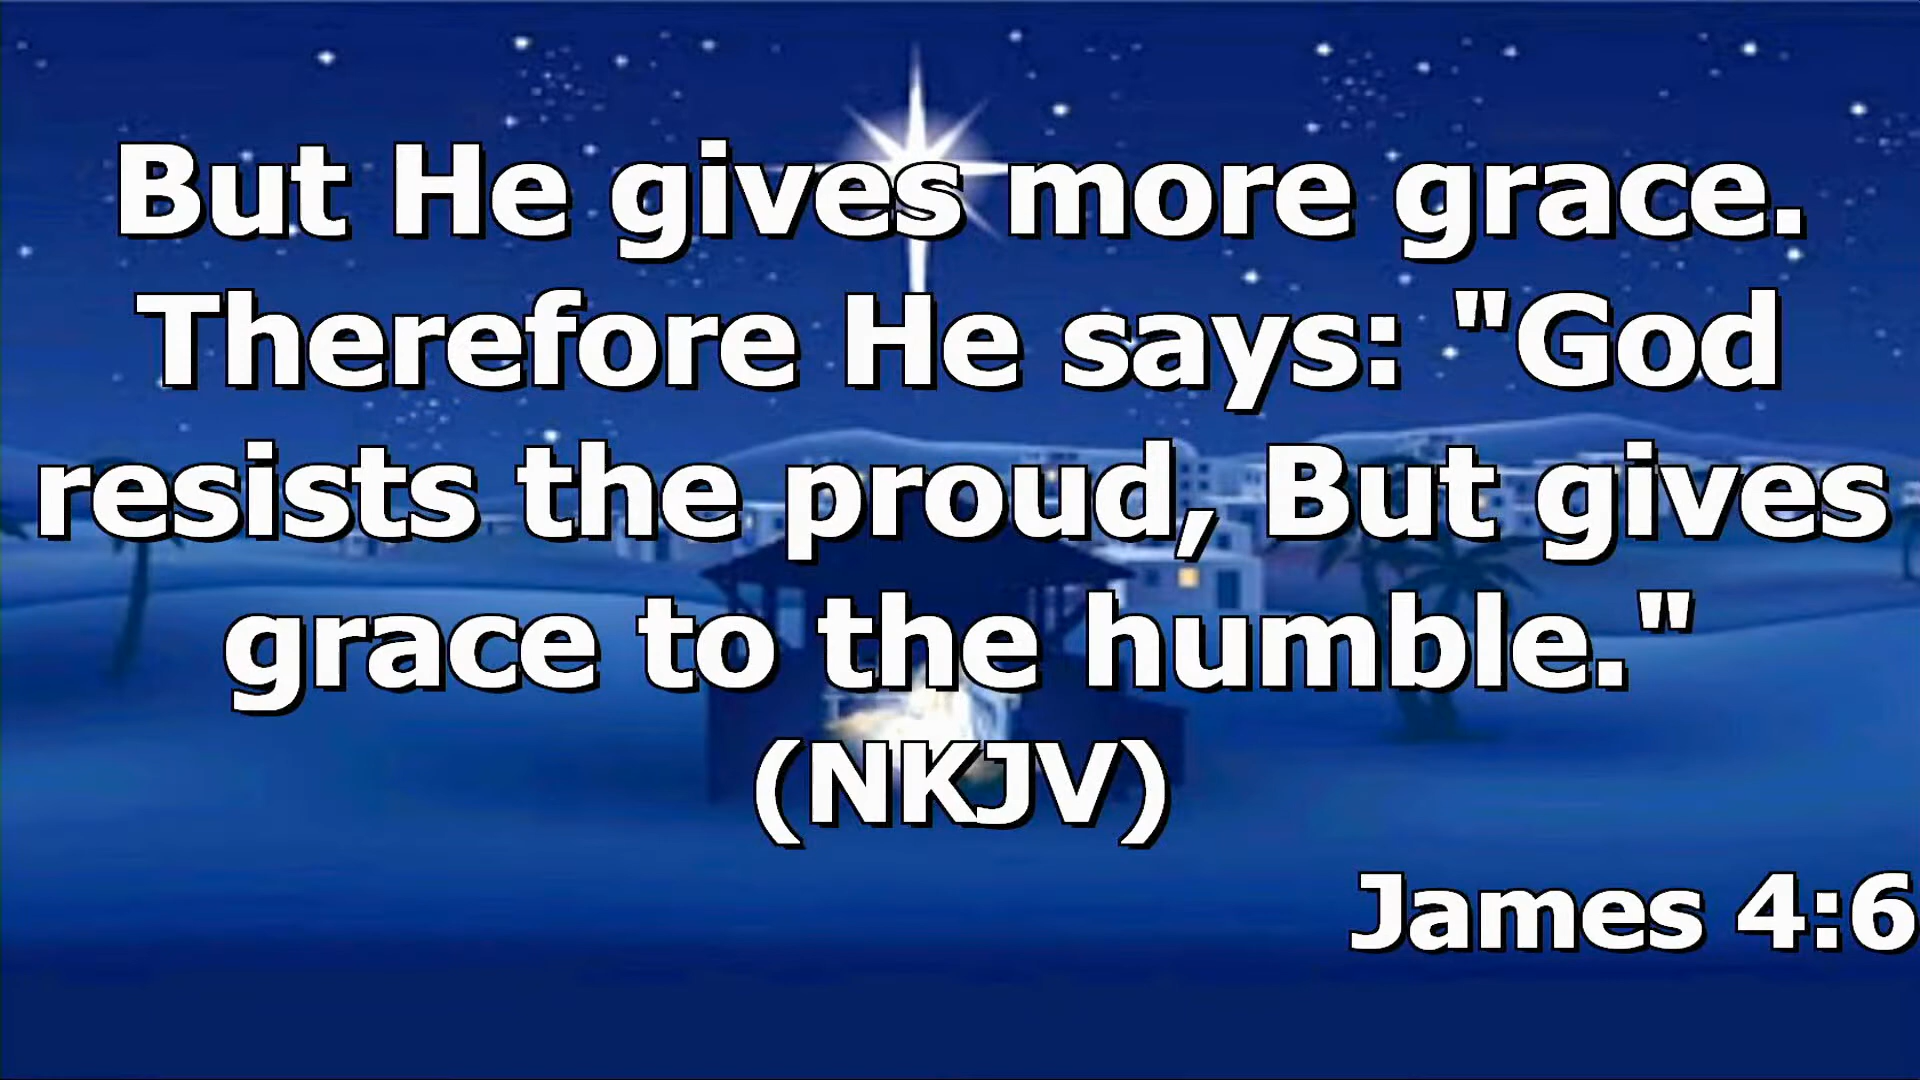 But He gives more grace.
Therefore He says: "God
resists the proud, But gives
grace to the humble."
(NKJV)
James 4:6